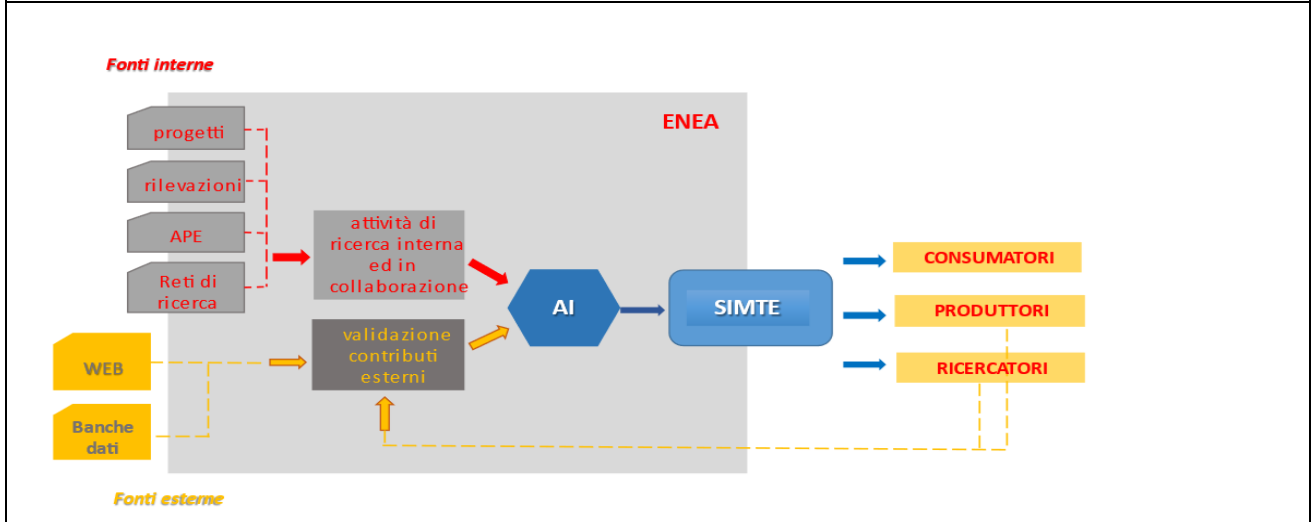 Fonti interne
ENEA
progetti
rilevazioni
APE
Reti di
ricerca
attività di
ricerca interna
ed in
collaborazione
validazione
contributi
esterni
WEB
Banche
dati
AI
SIMTE
CONSUMATORI
PRODUTTORI
RICERCATORI
Fonti esterne